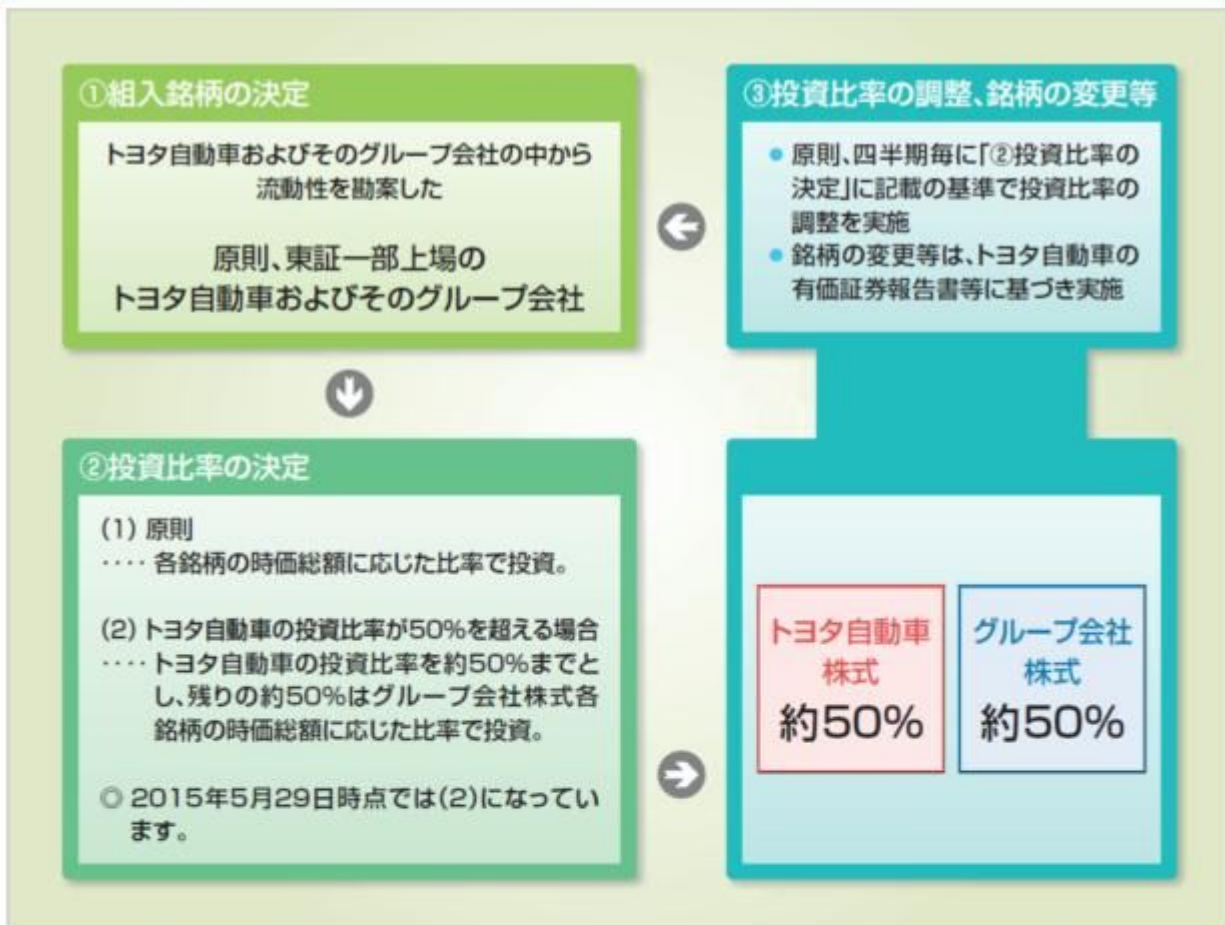 ①組入銘柄の決定
トヨタ自動車およびそのグループ会社の中から
流動性を勘案した
原則、東証一部上場の
トヨタ自動車およびそのグループ会社
②投資比率の決定
(1) 原則
‥‥ 各銘柄の時価総額に応じた比率で投資。
(2) トヨタ自動車の投資比率が50%を超える場合
‥‥ トヨタ自動車の投資比率を約50%までと
し、残りの約50%はグループ会社株式各
銘柄の時価総額に応じた比率で投資。
◎ 2015年5月29日時点では(2)になってい
ます。
③投資比率の調整、銘柄の変更等
● 原則、四半期毎に「②投資比率の
決定」に記載の基準で投資比率の
調整を実施
● 銘柄の変更等は、トヨタ自動車の
有価証券報告書等に基づき実施
トヨタ自動車
株式
約50%
グループ会社
株式
約50%